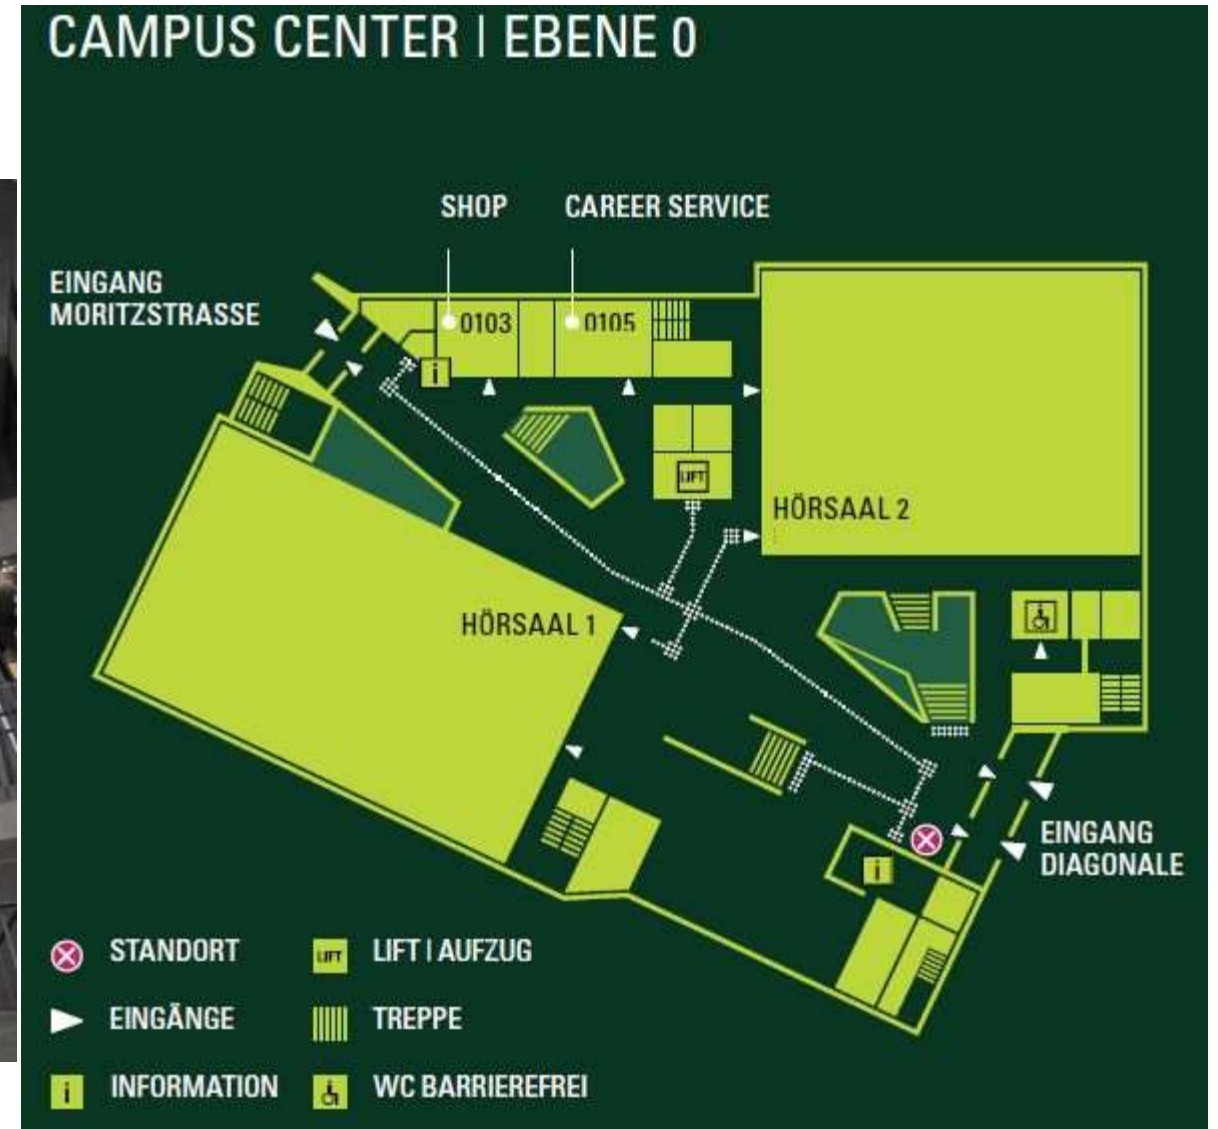 CAMPUS CENTER | EBENE 0
SHOP
CAREER SERVICE
EINGANG
MORITZSTRASSE
0103
0105
i
LIFT
HÖRSAAL 2
HÖRSAAL 1
EINGANG
DIAGONALE
i
STANDORT
LIFT
LIFT | AUFZUG
EINGÄNGE
TREPPE
i
INFORMATION
WC BARRIEREFREI